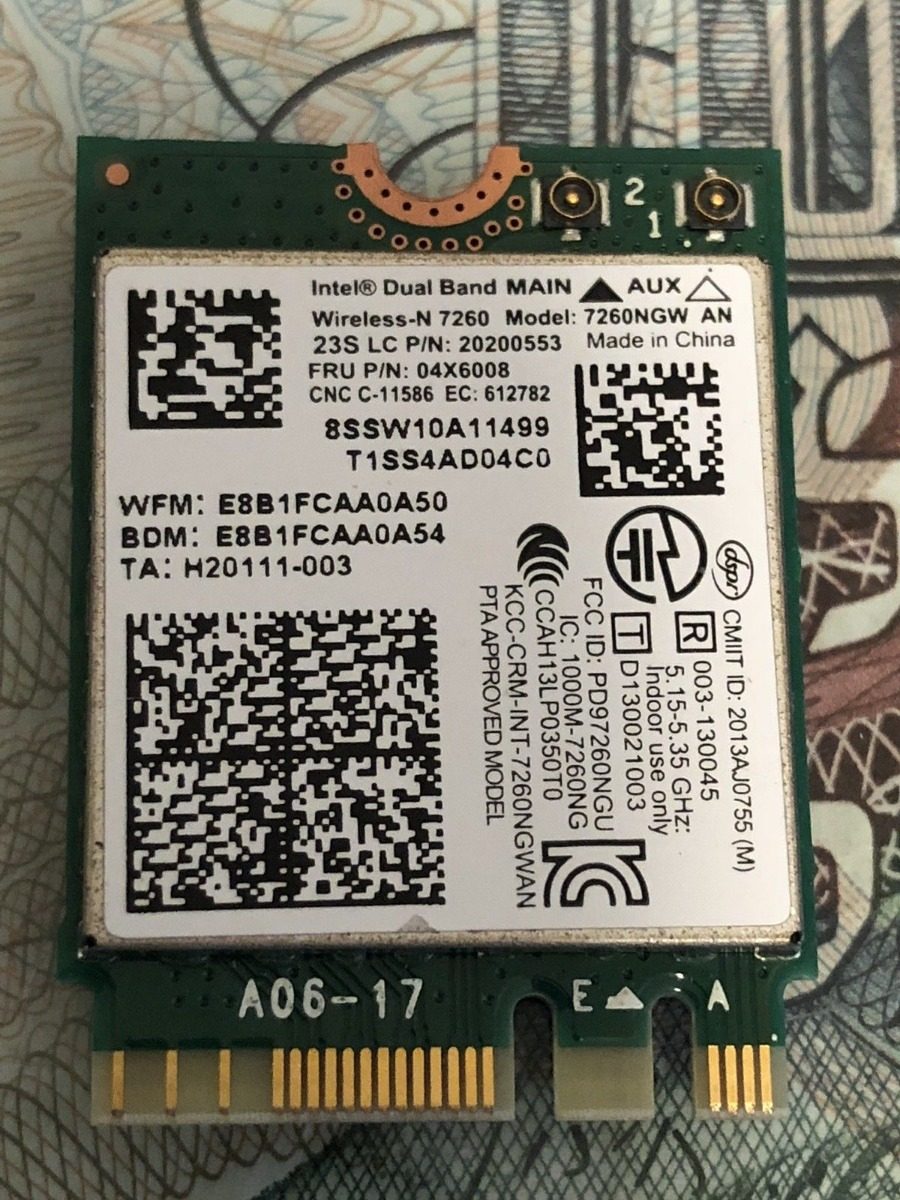 2
1
Intel® Dual Band MAIN AUX
Wireless-N 7260 Model: 7260NGW AN
23S LC P/N: 20200553 Made in China
FRU P/N: 04X6008
CNC C-11586 EC: 612782
8SSW10A11499
T1SS4AD04C0
WFM: E8B1FCAA0A50
BDM: E8B1FCAA0A54
TA: H20111-003
dspr CMIIT ID: 2013AJ0755 (M)
R 003-130045
5.15-5.35 GHz:
Indoor use only
T D130021003
FCC ID: PD97260NGU
IC: 1000M-7260NG
CCAH13LP0350T0
KCC-CRM-INT-7260NGWAN
PTA APPROVED MODEL
A06-17 E A